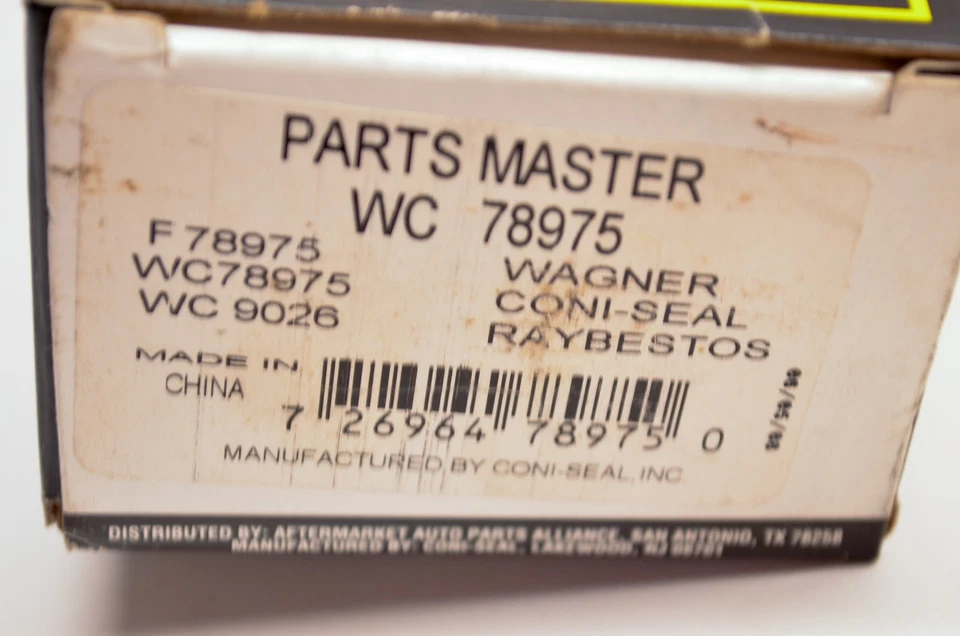 PARTS MASTER
WC 78975
F 78975 WAGNER
WC78975 CONI-SEAL
WC 9026 RAYBESTOS
MADE IN
CHINA
7 26964 78975 0
MANUFACTURED BY CONI-SEAL, INC
DISTRIBUTED BY: AFTERMARKET AUTO PARTS ALLIANCE, SAN ANTONIO, TX 78258
MANUFACTURED BY: CONI-SEAL, LAKEWOOD, NJ 08701